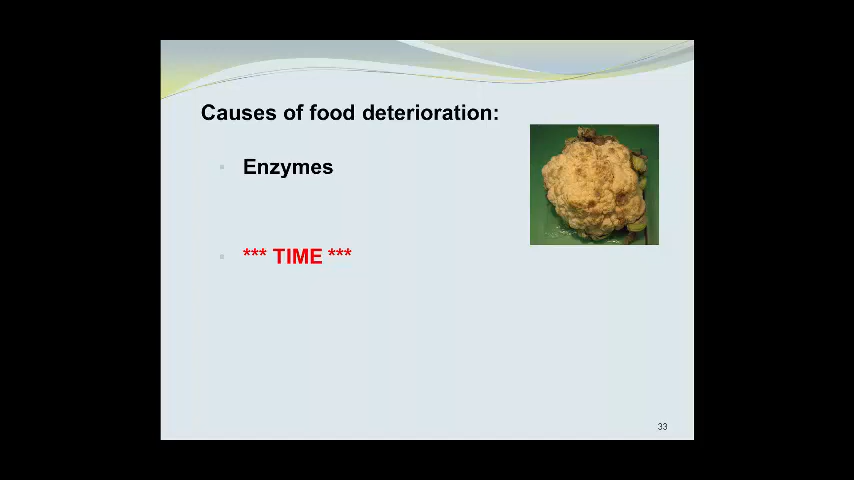 Causes of food deterioration:
Enzymes
*** TIME ***
33